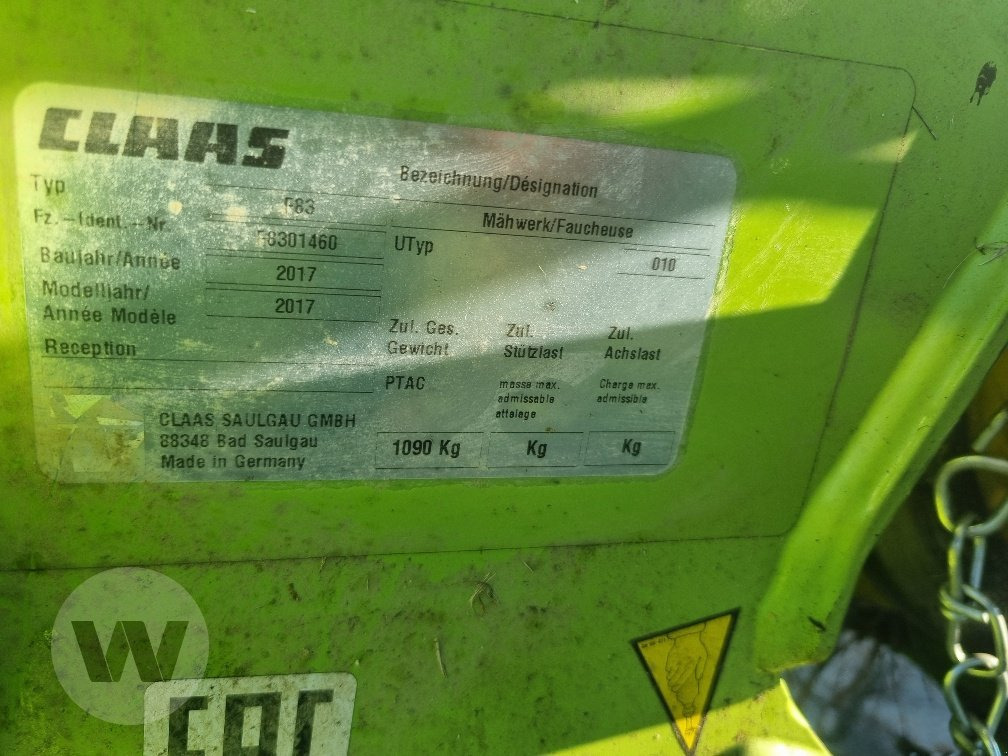 CLAAS
Bezeichnung/Désignation
Typ F83 Mähwerk/Faucheuse
Fz.-Ident.-Nr. F8301460 UTyp 010
Baujahr/Année 2017
Modelljahr/
Année Modèle 2017
Reception
Zul. Ges. Zul. Zul.
Gewicht Stützlast Achslast
PTAC massa max. Charge max.
admissable admissible
attelage
CLAAS SAULGAU GMBH
88348 Bad Saulgau
Made in Germany
1090 Kg Kg Kg
W
EAC